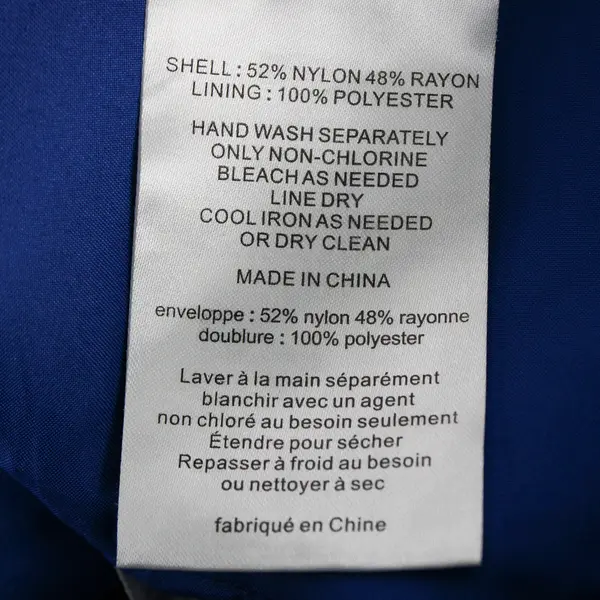 SHELL : 52% NYLON 48% RAYON
LINING : 100% POLYESTER
HAND WASH SEPARATELY
ONLY NON-CHLORINE
BLEACH AS NEEDED
LINE DRY
COOL IRON AS NEEDED
OR DRY CLEAN
MADE IN CHINA
enveloppe : 52% nylon 48% rayonne
doublure : 100% polyester
Laver à la main séparément
blanchir avec un agent
non chloré au besoin seulement
Étendre pour sécher
Repasser à froid au besoin
ou nettoyer à sec
fabriqué en Chine